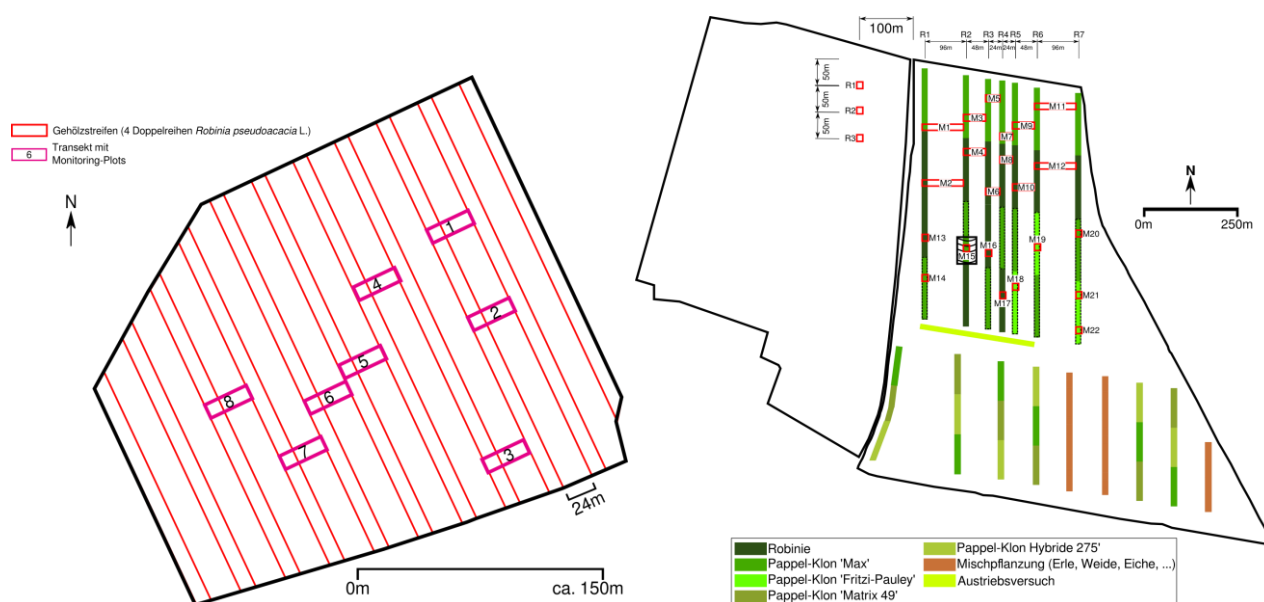 Gehölzstreifen (4 Doppelreihen Robinia pseudoacacia L.)
6
Transekt mit
Monitoring-Plots
N
1
4
2
5
8
6
7
3
24m
0m
ca. 150m
100m
R1
R2
R3
R4
R5
R6
R7
96m
48m
24m
24m
48m
96m
50m
50m
50m
R1
R2
R3
M5
M11
M3
M1
M9
M7
M4
M8
M12
M2
M10
M6
M13
M20
M16
M19
M15
M14
M18
M17
M21
M22
N
0m
250m
Robinie
Pappel-Klon 'Max'
Pappel-Klon 'Fritzi-Pauley'
Pappel-Klon 'Matrix 49'
Pappel-Klon Hybride 275'
Mischpflanzung (Erle, Weide, Eiche, ...)
Austriebsversuch